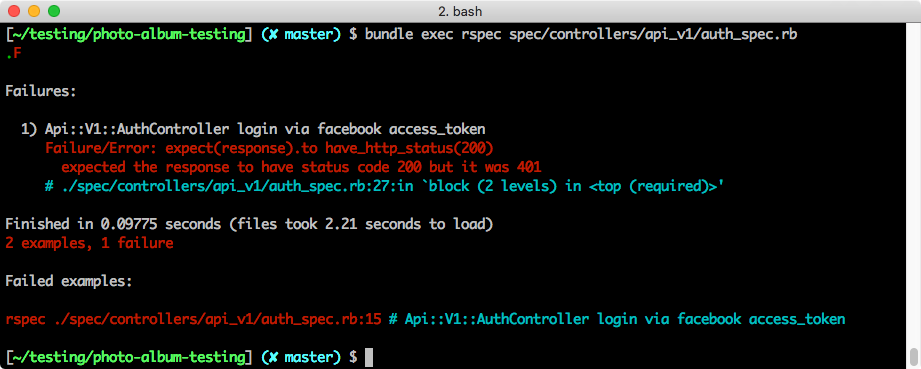 2. bash
[~/testing/photo-album-testing] (✘ master) $ bundle exec rspec spec/controllers/api_v1/auth_spec.rb
.F
Failures:
1) Api::V1::AuthController login via facebook access_token
Failure/Error: expect(response).to have_http_status(200)
expected the response to have status code 200 but it was 401
# ./spec/controllers/api_v1/auth_spec.rb:27:in `block (2 levels) in <top (required)>'
Finished in 0.09775 seconds (files took 2.21 seconds to load)
2 examples, 1 failure
Failed examples:
rspec ./spec/controllers/api_v1/auth_spec.rb:15 # Api::V1::AuthController login via facebook access_token
[~/testing/photo-album-testing] (✘ master) $